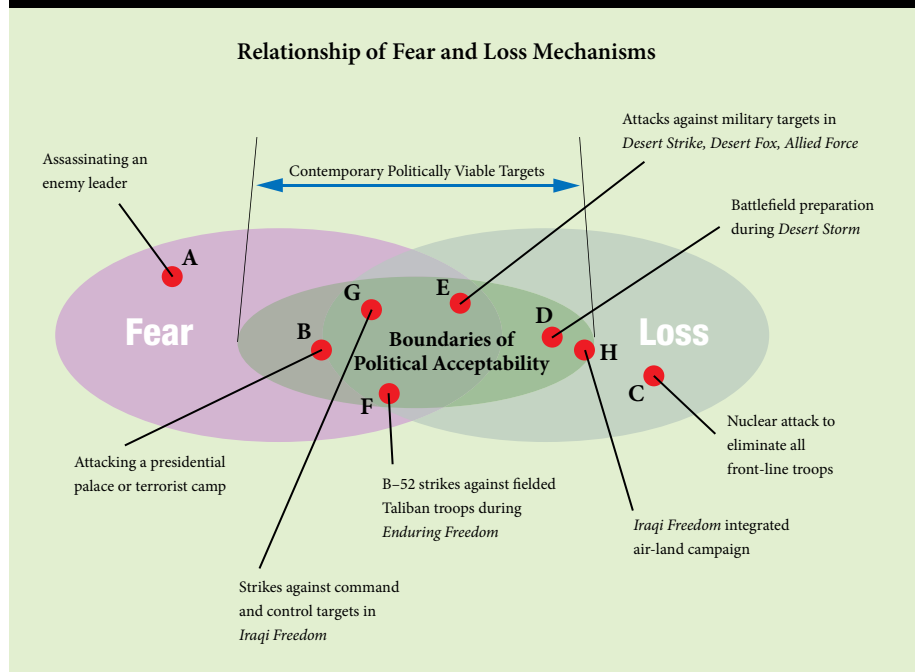 Relationship of Fear and Loss Mechanisms
Attacks against military targets in
Desert Strike, Desert Fox, Allied Force
Assassinating an
enemy leader
Contemporary Politically Viable Targets
Battlefield preparation
during Desert Storm
A
G
E
D
B
Fear
Boundaries of
Political Acceptability
Loss
H
F
C
Nuclear attack to
eliminate all
front-line troops
Attacking a presidential
palace or terrorist camp
B–52 strikes against fielded
Taliban troops during
Enduring Freedom
Iraqi Freedom integrated
air-land campaign
Strikes against command
and control targets in
Iraqi Freedom